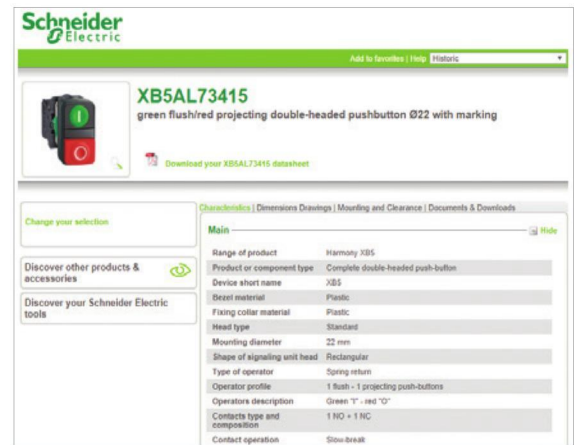 Schneider
Electric
Add to favorites | Help Historic
XB5AL73415
green flush/red projecting double-headed pushbutton Ø22 with marking
Download your XB5AL73415 datasheet
Characteristics | Dimensions Drawings | Mounting and Clearance | Documents & Downloads
Change your selection
Main
Hide
Discover other products &
accessories
Discover your Schneider Electric
tools
Range of product Harmony XB5
Product or component type Complete double-headed push-button
Device short name XB5
Bezel material Plastic
Fixing collar material Plastic
Head type Standard
Mounting diameter 22 mm
Shape of signaling unit head Rectangular
Type of operator Spring return
Operator profile 1 flush - 1 projecting push-buttons
Operators description Green "I" - red "O"
Contacts type and
composition 1 NO + 1 NC
Contact operation Slow-break